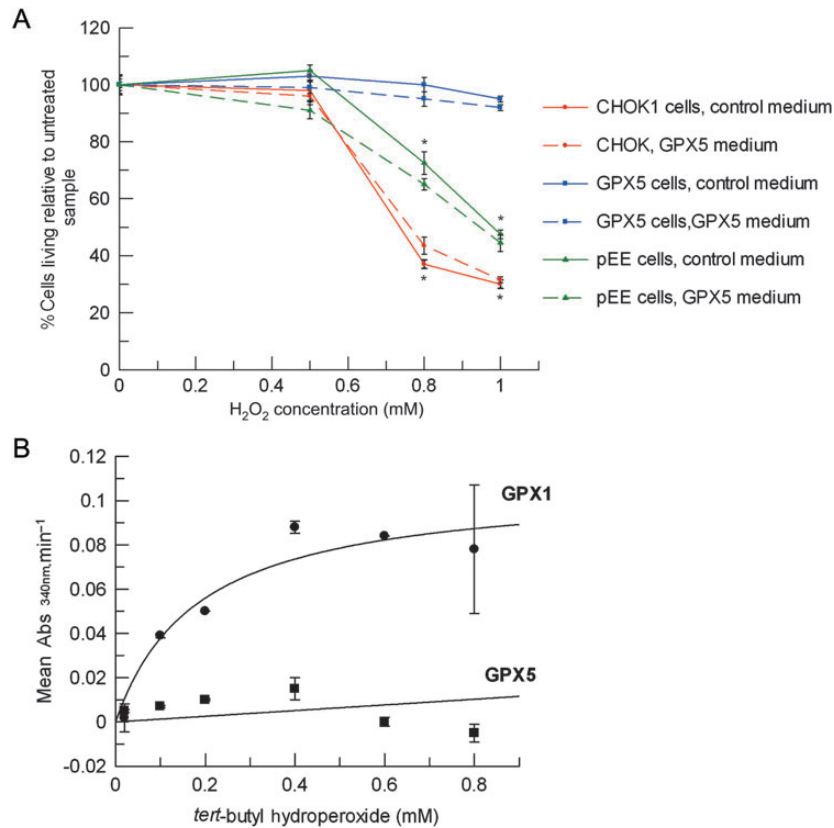 A
120
100
80
60
40
20
0
% Cells living relative to untreated
sample
*
*
*
*
0 0.2 0.4 0.6 0.8 1
H₂O₂ concentration (mM)
CHOK1 cells, control medium
CHOK, GPX5 medium
GPX5 cells, control medium
GPX5 cells,GPX5 medium
pEE cells, control medium
pEE cells, GPX5 medium
B
0.12
0.1
0.08
0.06
0.04
0.02
0
-0.02
Mean Abs 340nm,min⁻¹
GPX1
GPX5
0 0.2 0.4 0.6 0.8
tert-butyl hydroperoxide (mM)